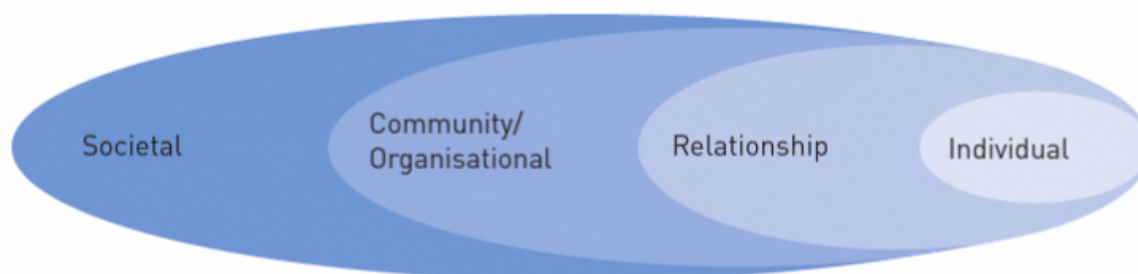 Societal
Community/
Organisational
Relationship
Individual